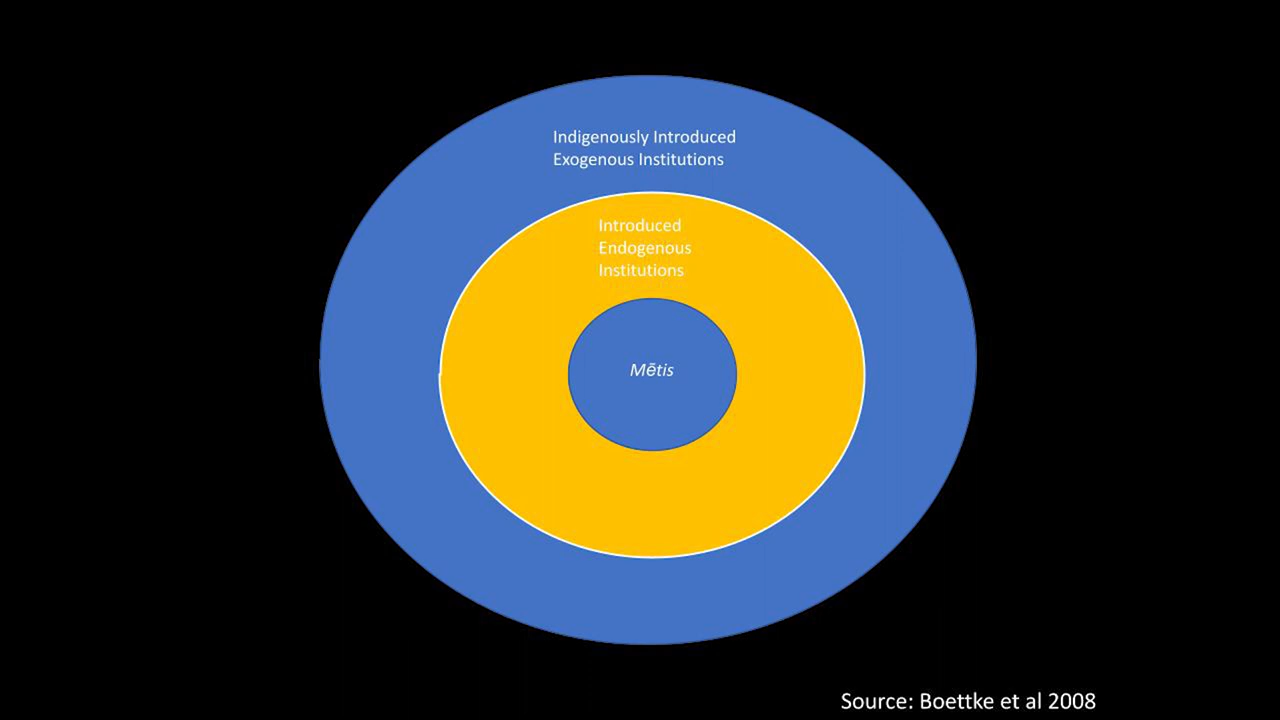 Indigenously Introduced
Exogenous Institutions
Introduced
Endogenous
Institutions
Mētis
Source: Boettke et al 2008